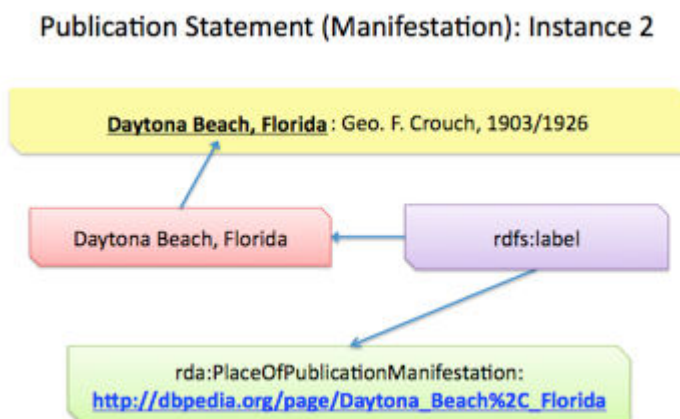 Publication Statement (Manifestation): Instance 2
Daytona Beach, Florida : Geo. F. Crouch, 1903/1926
Daytona Beach, Florida
rdfs:label
rda:PlaceOfPublicationManifestation:
http://dbpedia.org/page/Daytona_Beach%2C_Florida